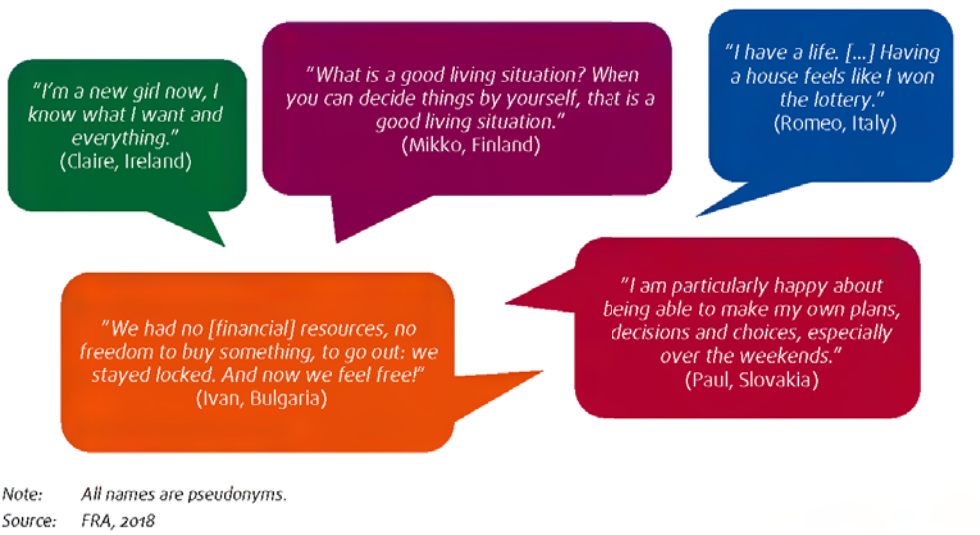 “I’m a new girl now, I
know what I want and
everything.”
(Claire, Ireland)
“What is a good living situation? When
you can decide things by yourself, that is a
good living situation.”
(Mikko, Finland)
“I have a life. [...] Having
a house feels like I won
the lottery.”
(Romeo, Italy)
“We had no [financial] resources, no
freedom to buy something, to go out: we
stayed locked. And now we feel free!”
(Ivan, Bulgaria)
“I am particularly happy about
being able to make my own plans,
decisions and choices, especially
over the weekends.”
(Paul, Slovakia)
Note: All names are pseudonyms.
Source: FRA, 2018